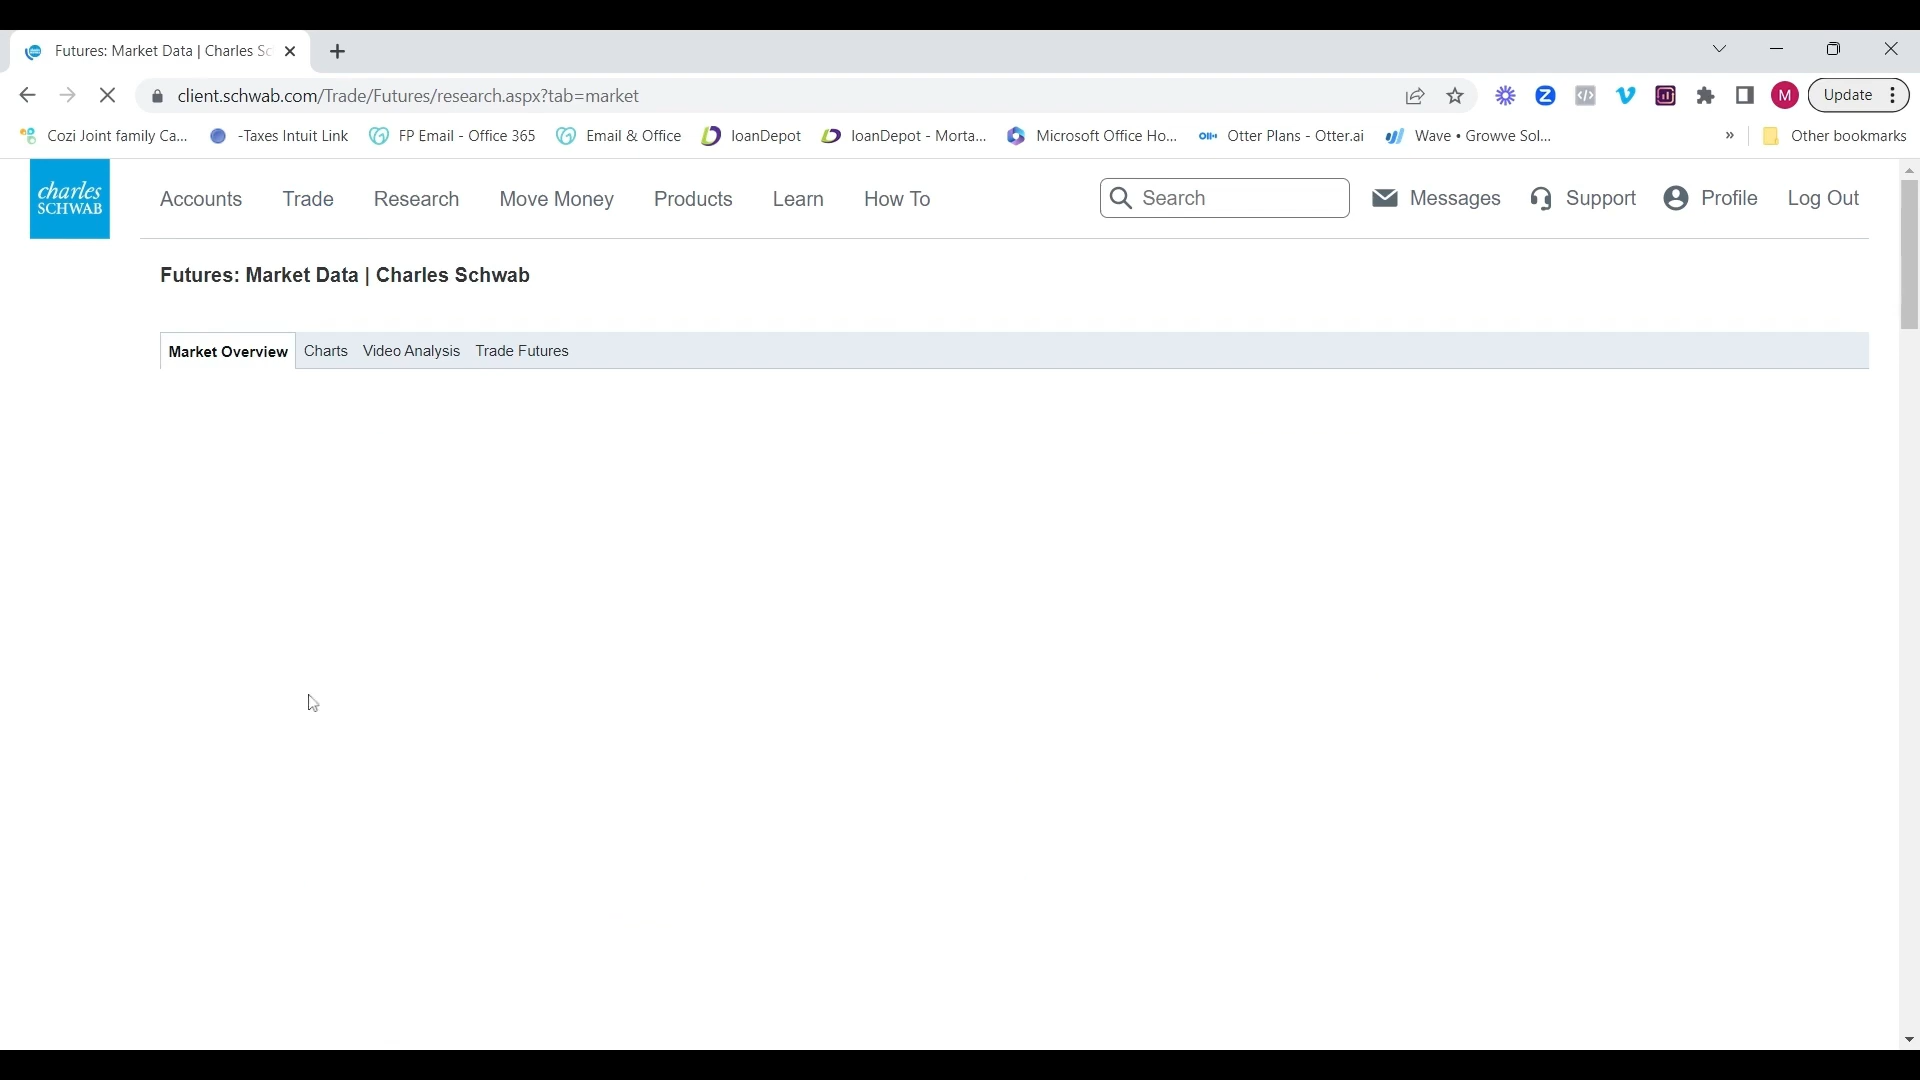 Futures: Market Data | Charles Sc
client.schwab.com/Trade/Futures/research.aspx?tab=market
M
Update
Cozi Joint family Ca...
-Taxes Intuit Link
FP Email - Office 365
Email & Office
loanDepot
loanDepot - Morta...
Microsoft Office Ho...
Otter Plans - Otter.ai
Wave • Growve Sol...
»
Other bookmarks
charles
SCHWAB
Accounts
Trade
Research
Move Money
Products
Learn
How To
Search
Messages
Support
Profile
Log Out
Futures: Market Data | Charles Schwab
Market Overview
Charts
Video Analysis
Trade Futures